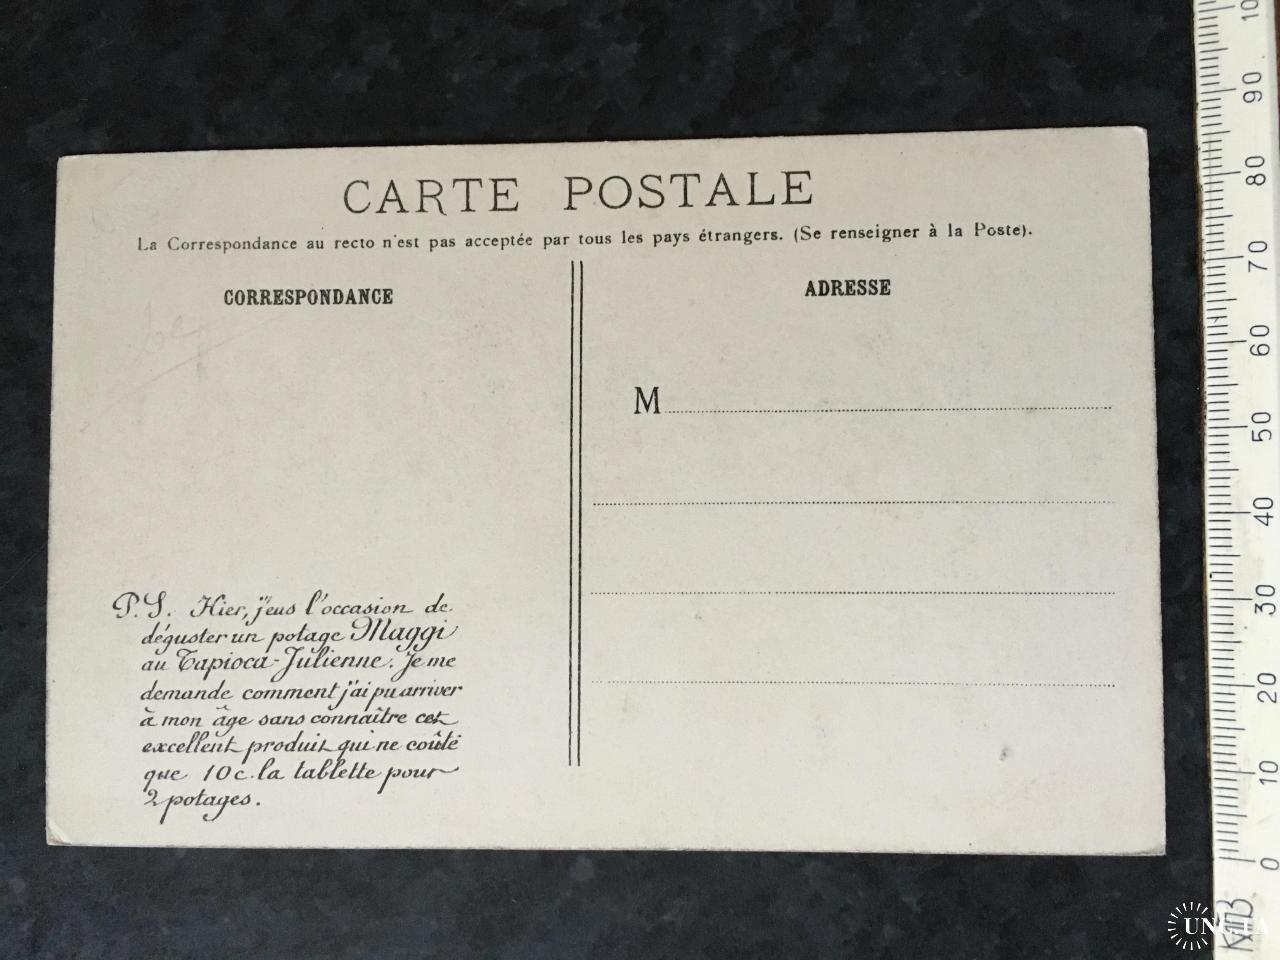 CARTE POSTALE
La Correspondance au recto n'est pas acceptée par tous les pays étrangers. (Se renseigner à la Poste).
CORRESPONDANCE
ADRESSE
M
P.S. Hier, j'eus l'occasion de
déguster un potage Maggi
au Tapioca-Julienne. Je me
demande comment j'ai pu arriver
à mon âge sans connaître cet
excellent produit qui ne coûte
que 10c. la tablette pour
2 potages.
10
90
80
70
60
50
40
30
20
10
0
UNC.UA